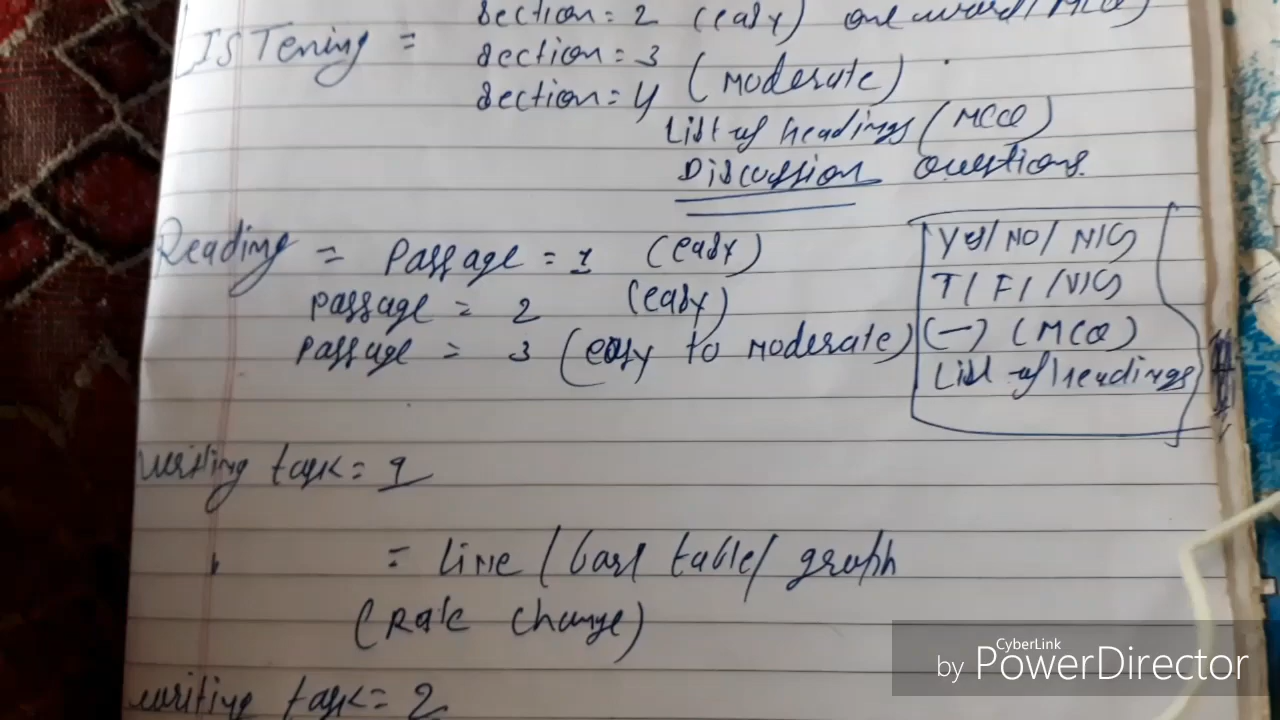 Section = 2 (easy) one word/MCQ)
LISTening =
Section = 3
Section = 4 (Moderate)
List of headings (MCQ)
Discussion Questions.
Reading = Passage = 1 (easy)
Passage = 2 (easy)
Passage = 3 (easy to Moderate)
Yes/NO/N/G
T/F/N/G
(—) (MCQ)
List of headings
Writing task = 1
= Line/bar/table/graph
(Rate change)
Writing task = 2
CyberLink
by PowerDirector